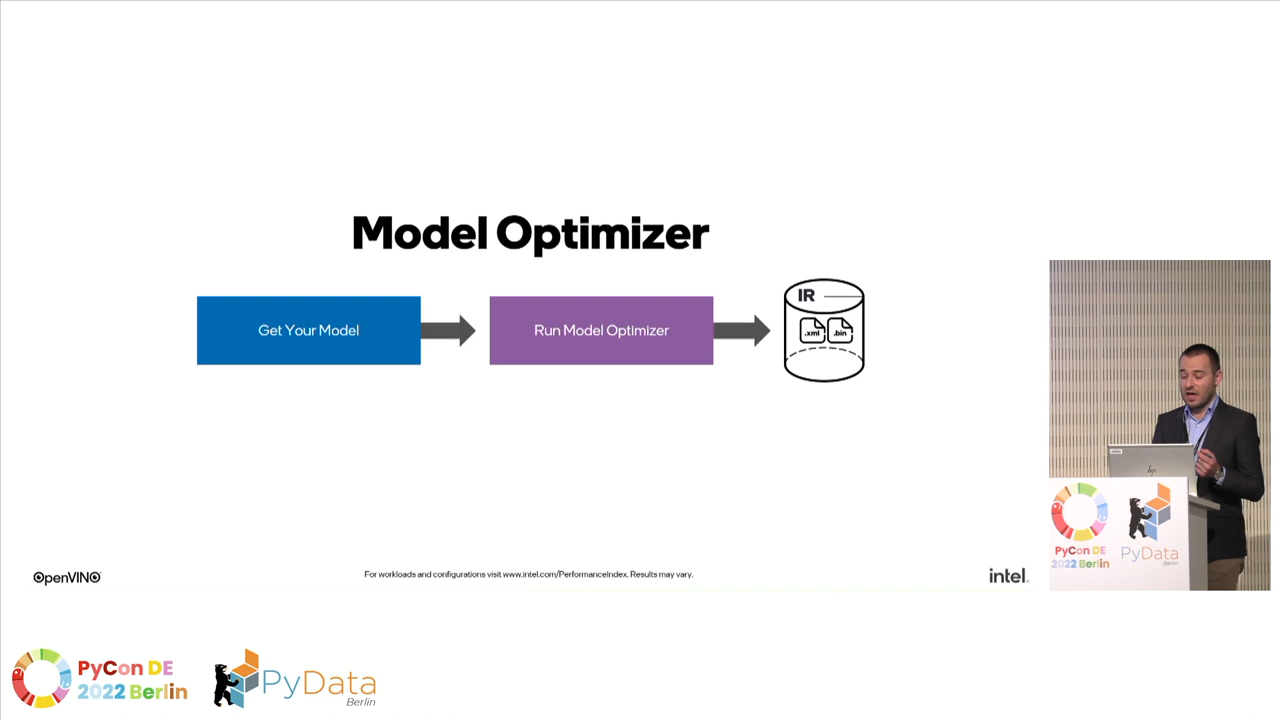 Model Optimizer
Get Your Model
Run Model Optimizer
IR
.xml
.bin
OpenVINO
For workloads and configurations visit www.intel.com/PerformanceIndex. Results may vary.
intel.
hp
PyCon DE
2022 Berlin
PyData
Berlin
PyCon DE
2022 Berlin
PyData
Berlin